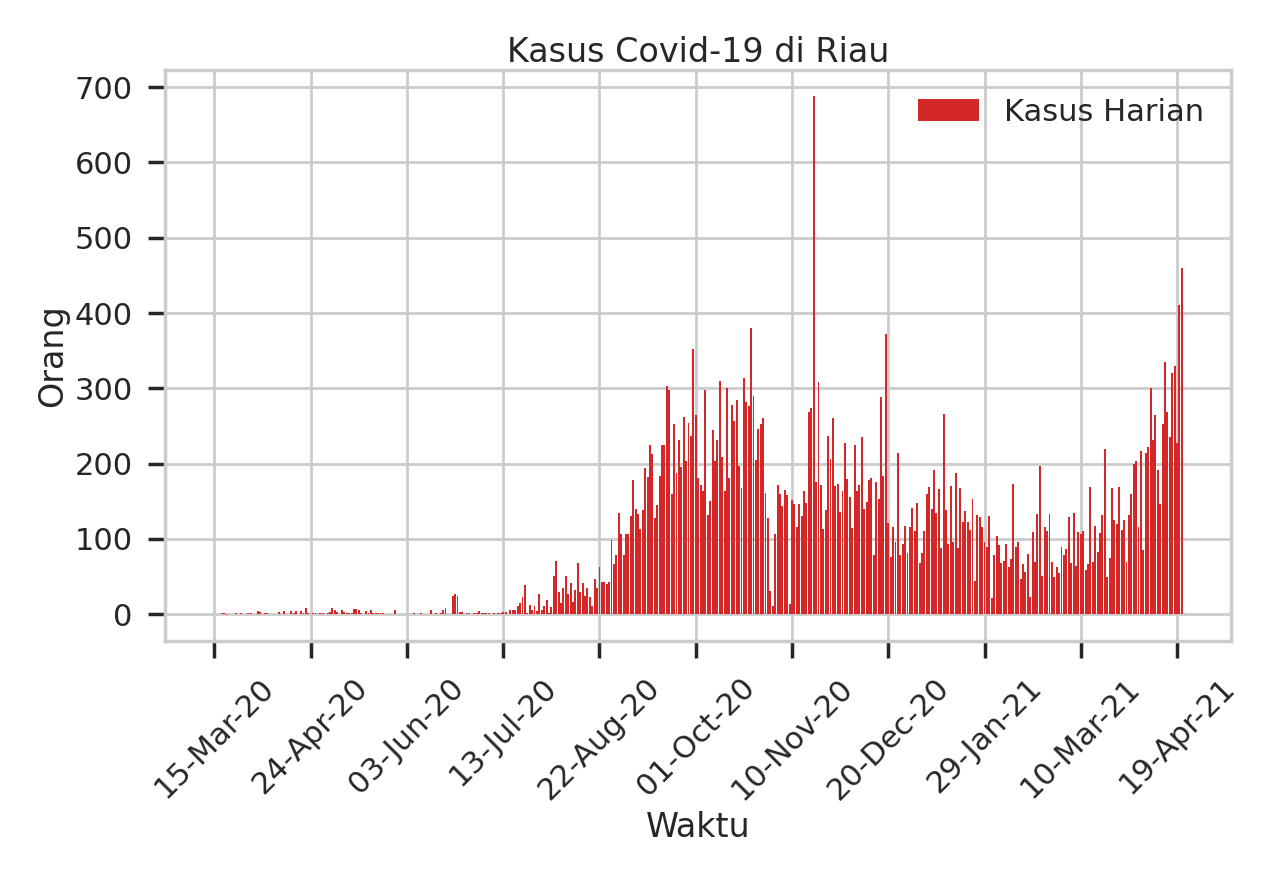 Kasus Covid-19 di Riau
700
600
500
400
300
200
100
0
Orang
Kasus Harian
15-Mar-20
24-Apr-20
03-Jun-20
13-Jul-20
22-Aug-20
01-Oct-20
10-Nov-20
20-Dec-20
29-Jan-21
10-Mar-21
19-Apr-21
Waktu